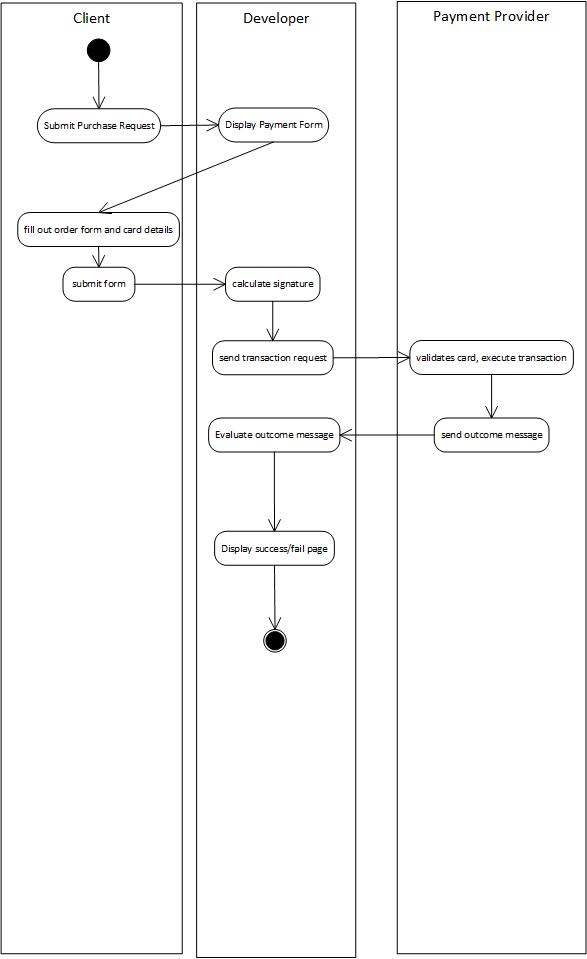 Client
Developer
Payment Provider
Submit Purchase Request
Display Payment Form
fill out order form and card details
submit form
calculate signature
send transaction request
validates card, execute transaction
Evaluate outcome message
send outcome message
Display success/fail page